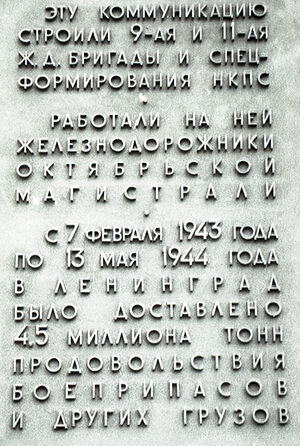 ЭТУ КОММУНИКАЦИЮ
СТРОИЛИ 9-АЯ И 11-АЯ
Ж.Д. БРИГАДЫ И СПЕЦ-
ФОРМИРОВАНИЯ НКПС
РАБОТАЛИ НА НЕЙ
ЖЕЛЕЗНОДОРОЖНИКИ
ОКТЯБРЬСКОЙ
МАГИСТРАЛИ
С 7 ФЕВРАЛЯ 1943 ГОДА
ПО 13 МАЯ 1944 ГОДА
В ЛЕНИНГРАД
БЫЛО ДОСТАВЛЕНО
4,5 МИЛЛИОНА ТОНН
ПРОДОВОЛЬСТВИЯ
БОЕПРИПАСОВ
И ДРУГИХ ГРУЗОВ